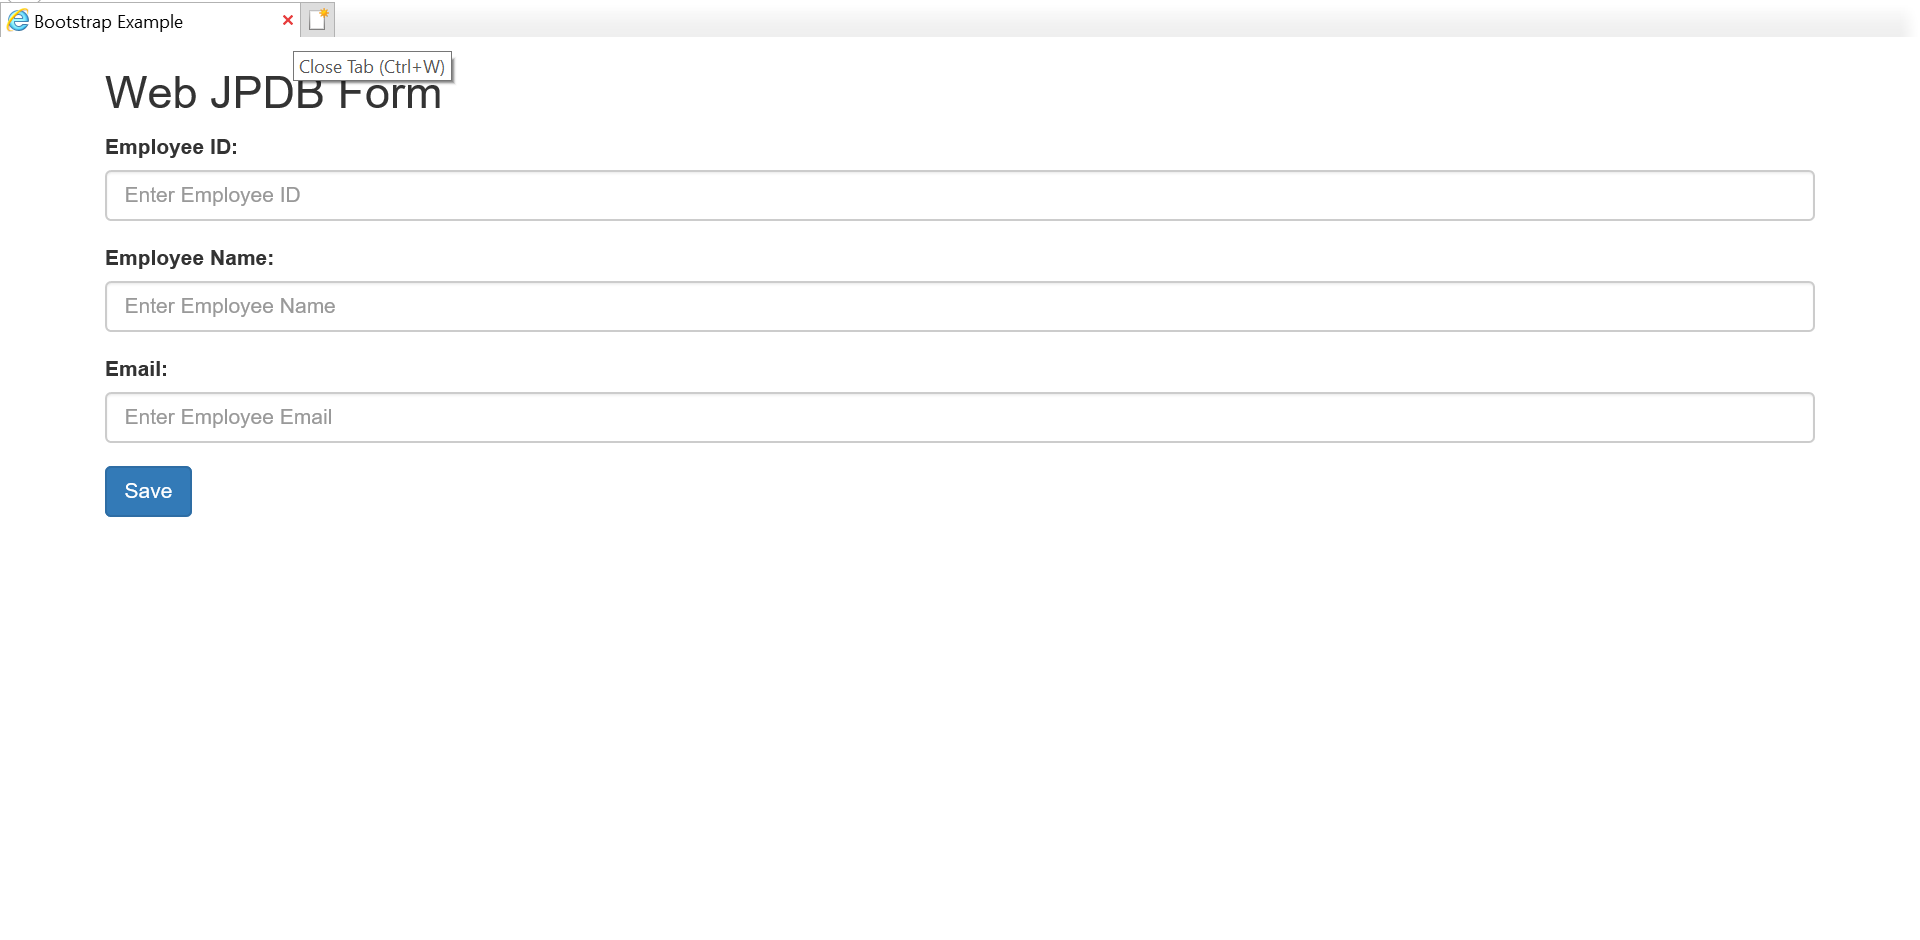 Bootstrap Example
Close Tab (Ctrl+W)
Web JPDB Form
Employee ID:
Enter Employee ID
Employee Name:
Enter Employee Name
Email:
Enter Employee Email
Save